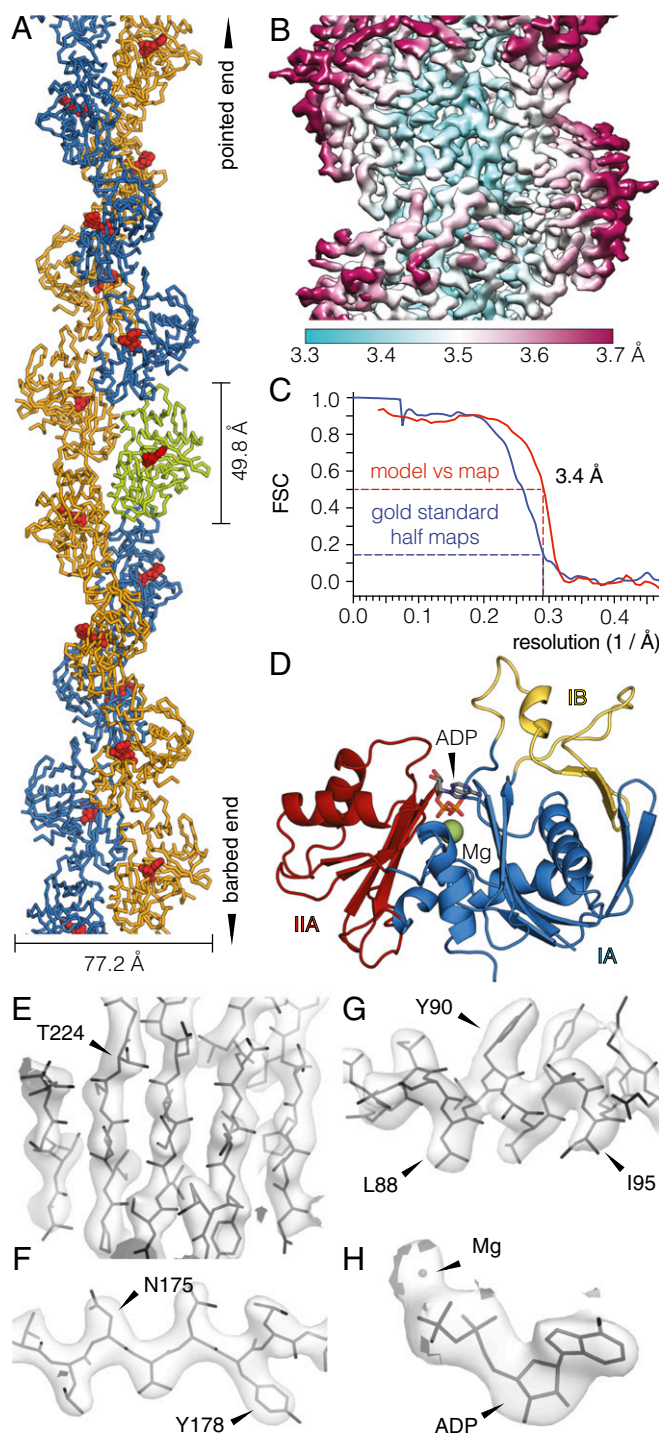 A
pointed end
49.8 Å
barbed end
77.2 Å
B
3.3 3.4 3.5 3.6 3.7 Å
C
1.0
0.8
0.6
0.4
0.2
0.0
FSC
model vs map
3.4 Å
gold standard
half maps
0.0 0.1 0.2 0.3 0.4
resolution (1 / Å)
D
IB
ADP
Mg
IIA
IA
E
T224
G
Y90
L88
I95
F
N175
Y178
H
Mg
ADP